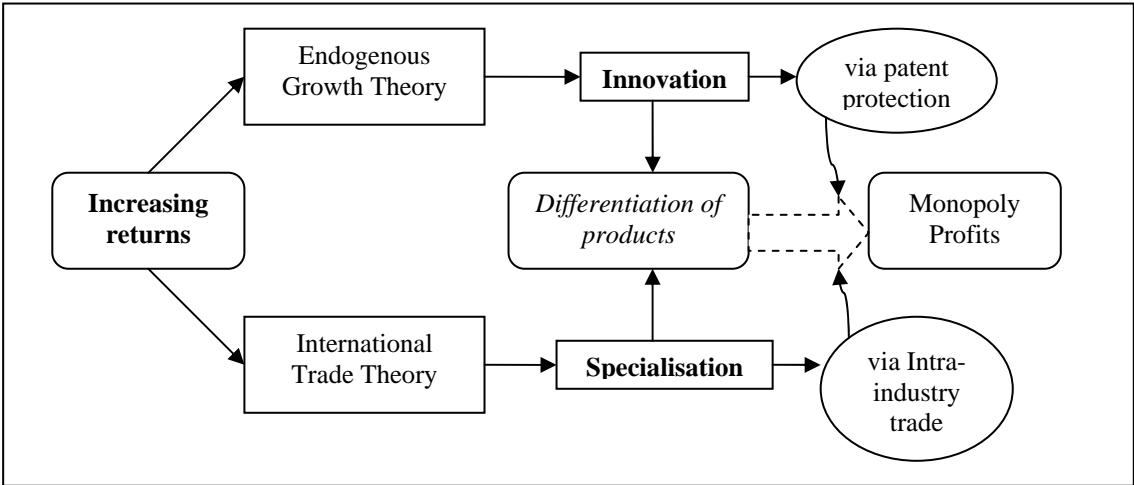 Endogenous
Growth Theory
Innovation
via patent
protection
Increasing
returns
Differentiation of
products
Monopoly
Profits
International
Trade Theory
Specialisation
via Intra-
industry
trade